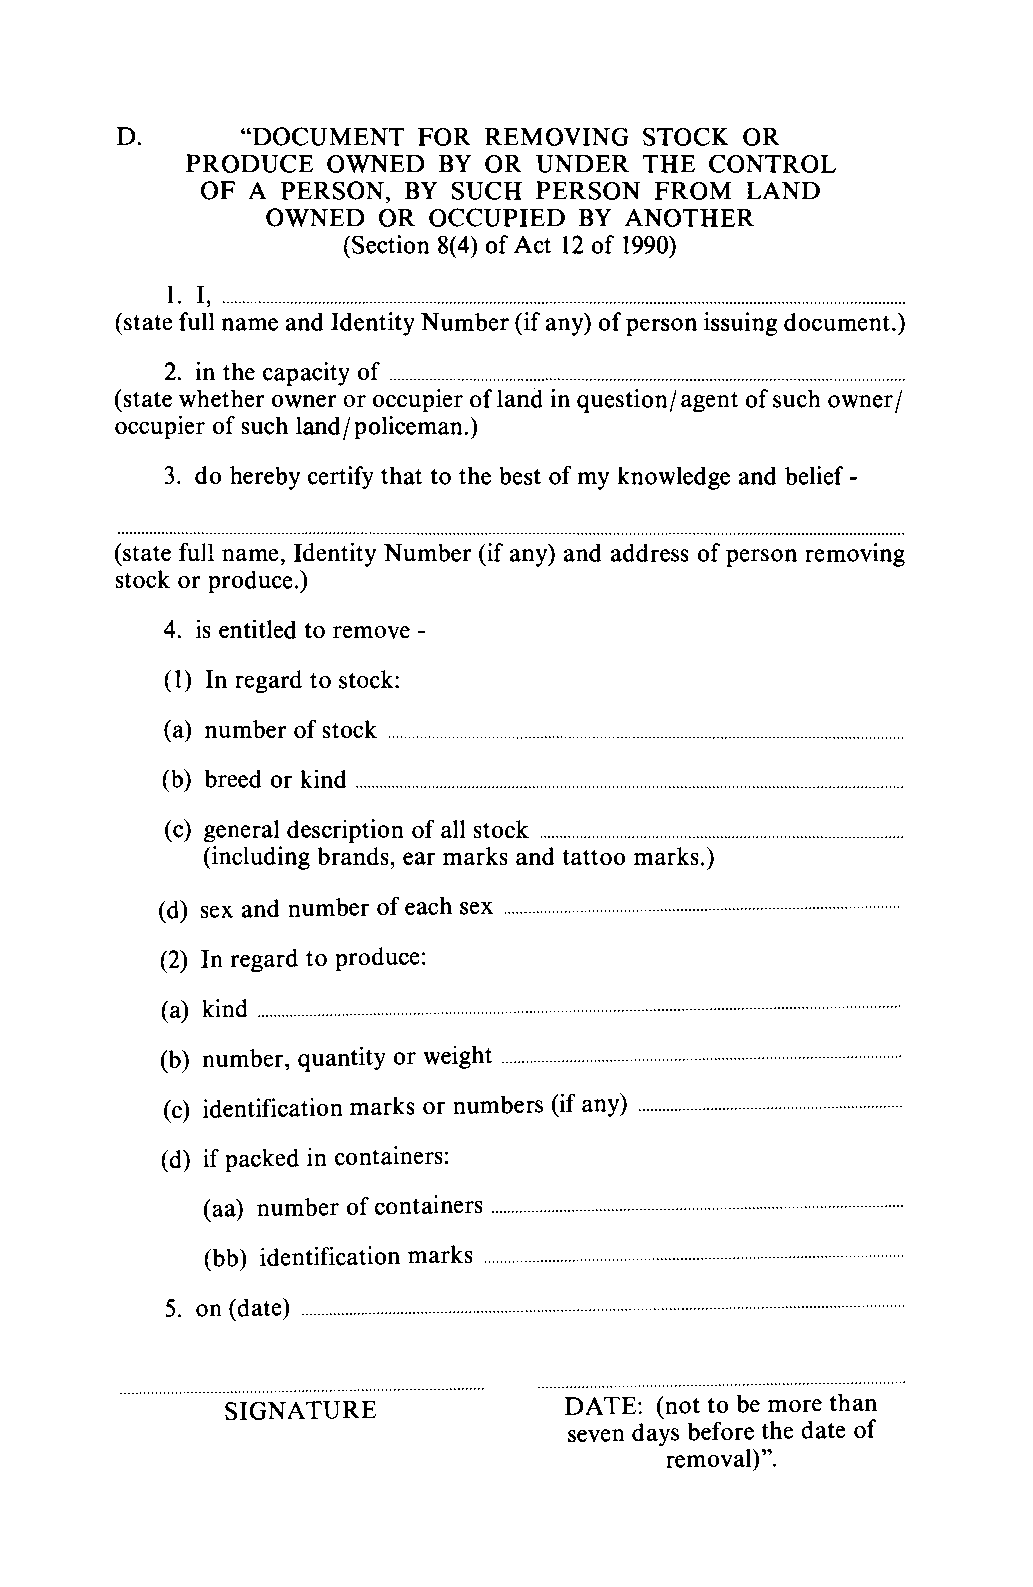 D. “DOCUMENT FOR REMOVING STOCK OR
PRODUCE OWNED BY OR UNDER THE CONTROL
OF A PERSON, BY SUCH PERSON FROM LAND
OWNED OR OCCUPIED BY ANOTHER
(Section 8(4) of Act 12 of 1990)
1. I,
(state full name and Identity Number (if any) of person issuing document.)
2. in the capacity of
(state whether owner or occupier of land in question/agent of such owner/
occupier of such land/policeman.)
3. do hereby certify that to the best of my knowledge and belief -
(state full name, Identity Number (if any) and address of person removing
stock or produce.)
4. is entitled to remove -
(1) In regard to stock:
(a) number of stock
(b) breed or kind
(c) general description of all stock
(including brands, ear marks and tattoo marks.)
(d) sex and number of each sex
(2) In regard to produce:
(a) kind
(b) number, quantity or weight
(c) identification marks or numbers (if any)
(d) if packed in containers:
(aa) number of containers
(bb) identification marks
5. on (date)
SIGNATURE
DATE: (not to be more than
seven days before the date of
removal)”.